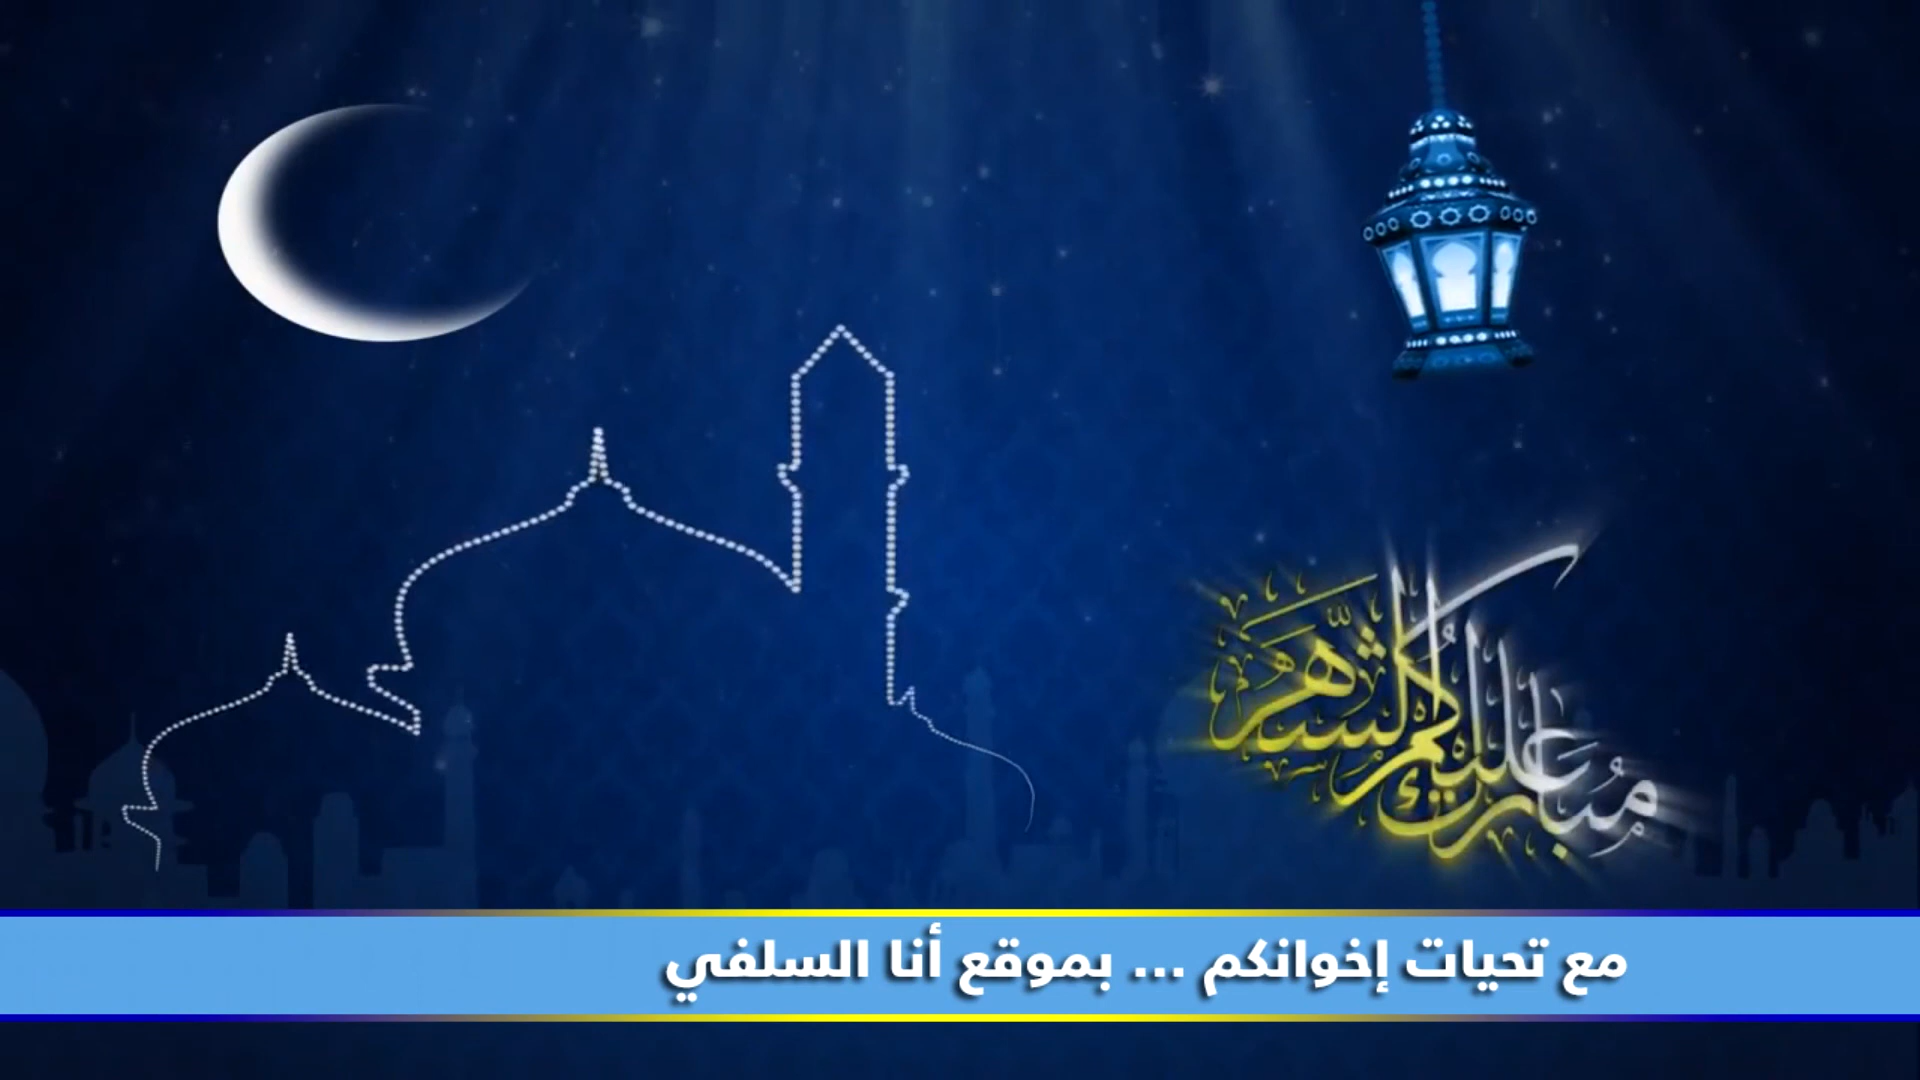 مبارك عليكم الشهر
مع تحيات إخوانكم ... بموقع أنا السلفي